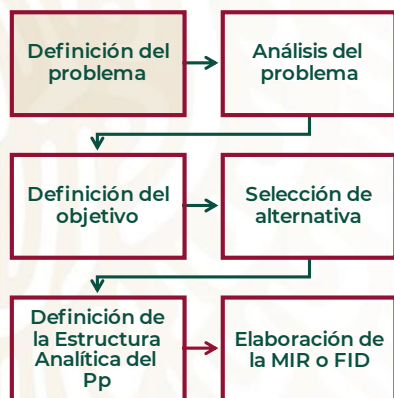 Definición del
problema
Análisis del
problema
Definición del
objetivo
Selección de
alternativa
Definición de
la Estructura
Analítica del
Pp
Elaboración de
la MIR o FID